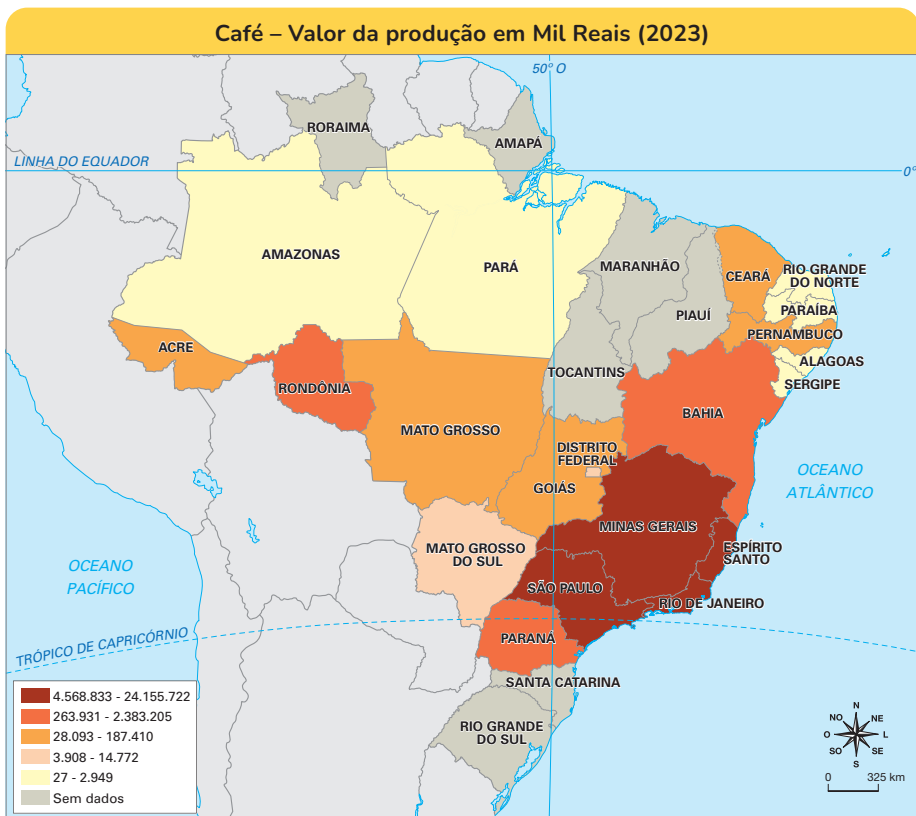 Café – Valor da produção em Mil Reais (2023)
50° O
RORAIMA
AMAPÁ
LINHA DO EQUADOR
0°
AMAZONAS
PARÁ
MARANHÃO
CEARÁ
RIO GRANDE
DO NORTE
PARAÍBA
PIAUÍ
PERNAMBUCO
ACRE
ALAGOAS
TOCANTINS
SERGIPE
RONDÔNIA
BAHIA
MATO GROSSO
DISTRITO
FEDERAL
GOIÁS
OCEANO
ATLÂNTICO
MINAS GERAIS
MATO GROSSO
DO SUL
ESPÍRITO
SANTO
OCEANO
PACÍFICO
SÃO PAULO
RIO DE JANEIRO
TRÓPICO DE CAPRICÓRNIO
PARANÁ
SANTA CATARINA
RIO GRANDE
DO SUL
4.568.833 - 24.155.722
263.931 - 2.383.205
28.093 - 187.410
3.908 - 14.772
27 - 2.949
Sem dados
N
NO
NE
O
L
SO
SE
S
0
325 km